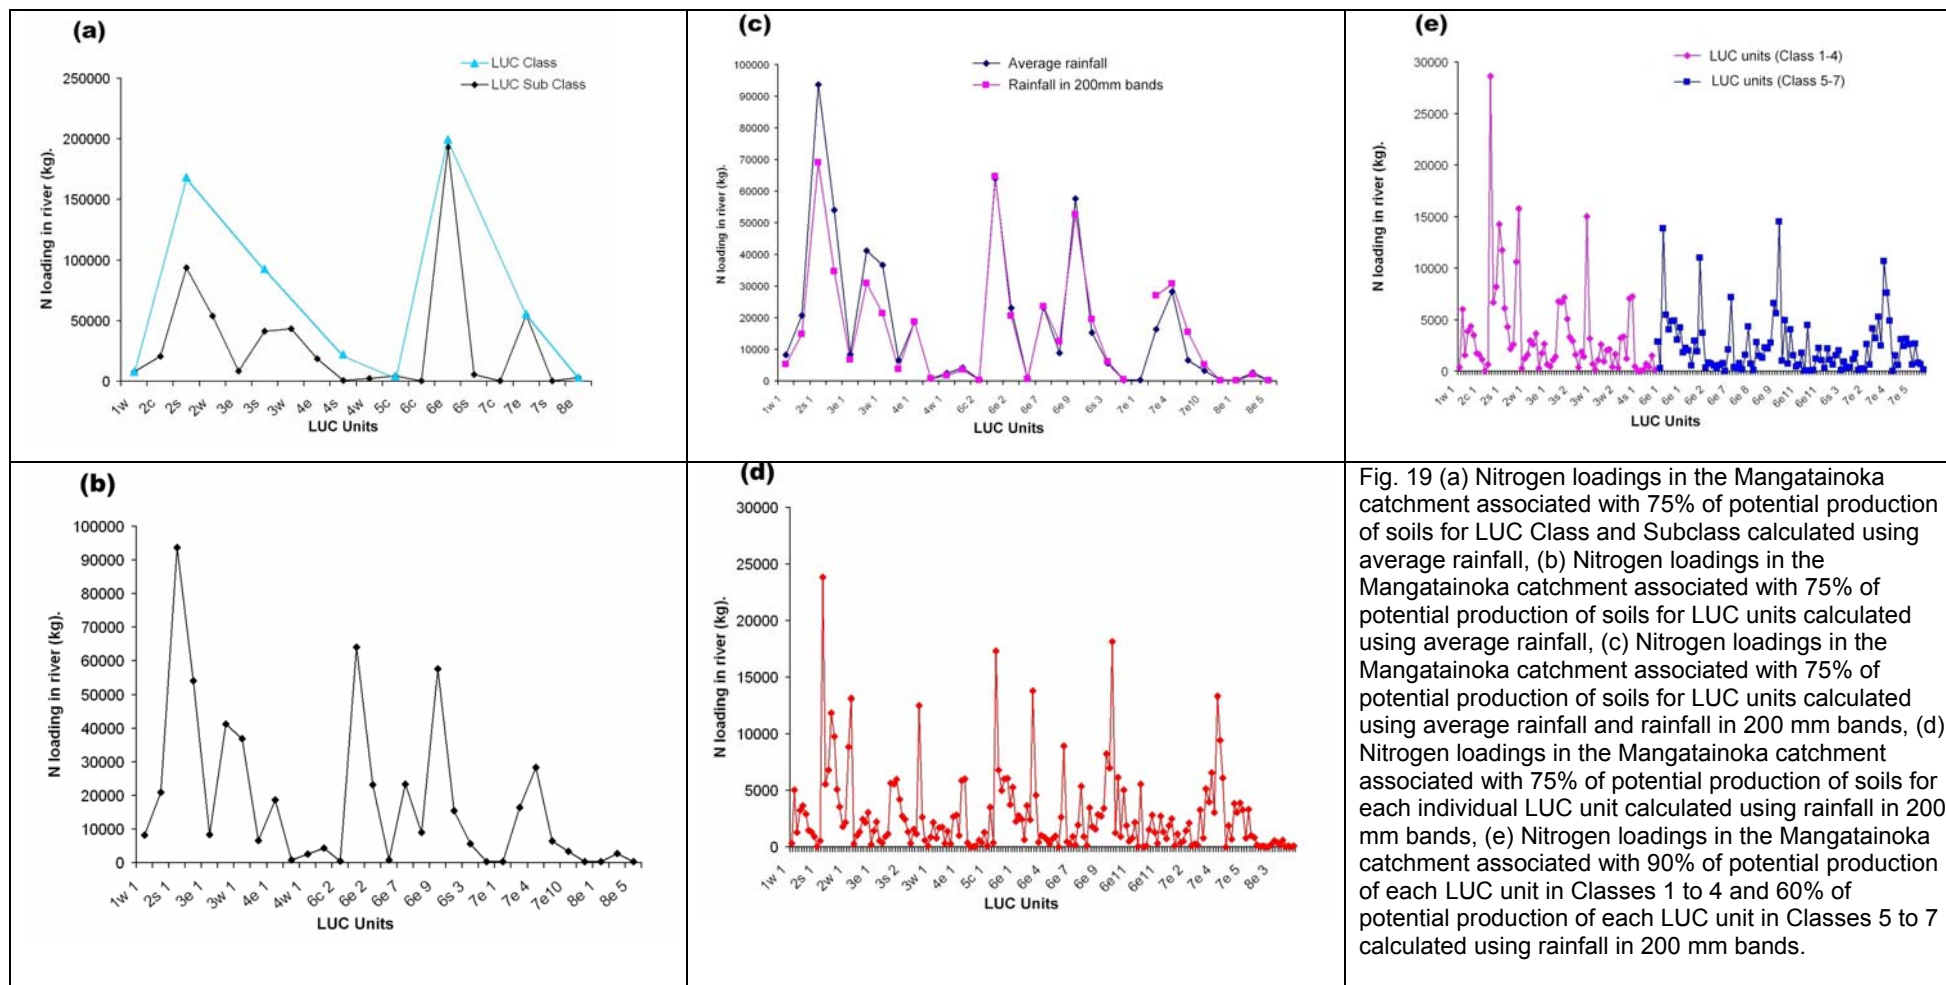 (a)
LUC Class
LUC Sub Class
250000
200000
150000
100000
50000
0
N loading in river (kg).
1w 2c 2s 2w 3e 3s 3w 4e 4s 4w 5c 6c 6e 6s 7c 7e 7s 8e
LUC Units
(c)
Average rainfall
Rainfall in 200mm bands
100000
90000
80000
70000
60000
50000
40000
30000
20000
10000
0
N loading in river (kg).
1w 1 2s 1 3e 1 3w 1 4e 1 4w 1 6c 2 6e 2 6e 7 6e 9 6s 3 7e 1 7e 4 7e10 8e 1 8e 5
LUC Units
(e)
LUC units (Class 1-4)
LUC units (Class 5-7)
30000
25000
20000
15000
10000
5000
0
N loading in river (kg).
1w 1 2c 1 2s 1 2w 1 3e 1 3s 2 3w 1 3w 2 4s 1 6e 1 6e 1 6e 2 6e 7 6e 8 6e 9 6e11 6e11 6s 3 7e 2 7e 5
LUC Units
(b)
100000
90000
80000
70000
60000
50000
40000
30000
20000
10000
0
N loading in river (kg).
1w 1 2s 1 3e 1 3w 1 4e 1 4w 1 6c 2 6e 2 6e 7 6e 9 6s 3 7e 1 7e 4 7e10 8e 1 8e 5
LUC Units
(d)
30000
25000
20000
15000
10000
5000
0
N loading in river (kg).
1w 1 2s 1 2w 1 3e 1 3s 2 3w 1 4e 1 5c 1 6e 1 6e 4 6e 7 6e 9 6e11 6e11 7e 2 7e 5 8e 3
LUC Units
Fig. 19 (a) Nitrogen loadings in the Mangatainoka
catchment associated with 75% of potential production
of soils for LUC Class and Subclass calculated using
average rainfall, (b) Nitrogen loadings in the
Mangatainoka catchment associated with 75% of
potential production of soils for LUC units calculated
using average rainfall, (c) Nitrogen loadings in the
Mangatainoka catchment associated with 75% of
potential production of soils for LUC units calculated
using average rainfall and rainfall in 200 mm bands, (d)
Nitrogen loadings in the Mangatainoka catchment
associated with 75% of potential production of soils for
each individual LUC unit calculated using rainfall in 200
mm bands, (e) Nitrogen loadings in the Mangatainoka
catchment associated with 90% of potential production
of each LUC unit in Classes 1 to 4 and 60% of
potential production of each LUC unit in Classes 5 to 7
calculated using rainfall in 200 mm bands.